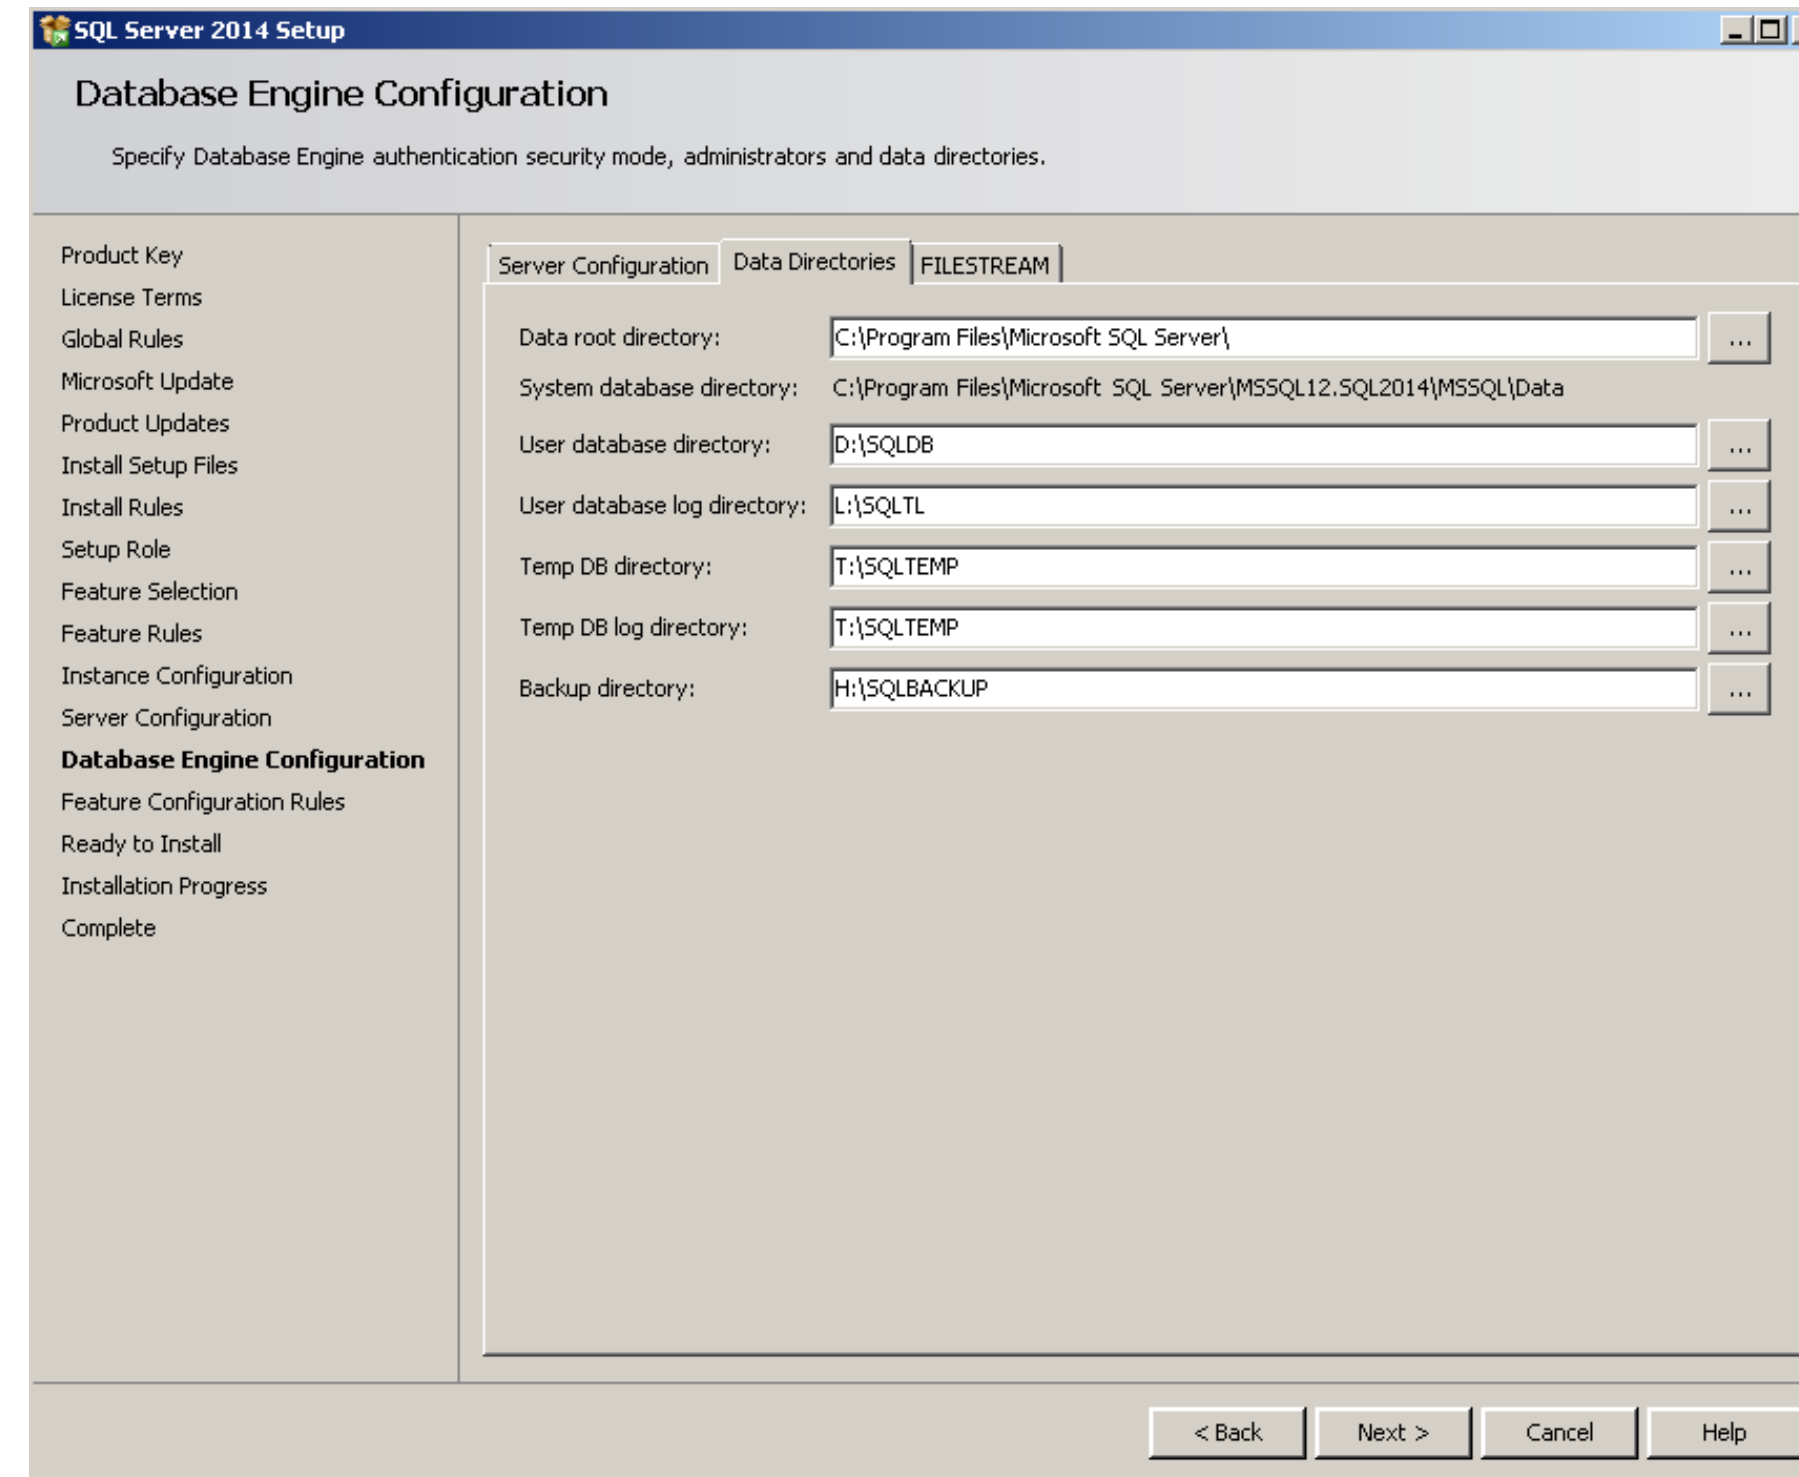 SQL Server 2014 Setup
Database Engine Configuration
Specify Database Engine authentication security mode, administrators and data directories.
Product Key
License Terms
Global Rules
Microsoft Update
Product Updates
Install Setup Files
Install Rules
Setup Role
Feature Selection
Feature Rules
Instance Configuration
Server Configuration
Database Engine Configuration
Feature Configuration Rules
Ready to Install
Installation Progress
Complete
Server Configuration Data Directories FILESTREAM
Data root directory: C:\Program Files\Microsoft SQL Server\ ...
System database directory: C:\Program Files\Microsoft SQL Server\MSSQL12.SQL2014\MSSQL\Data
User database directory: D:\SQLDB ...
User database log directory: L:\SQLTL ...
Temp DB directory: T:\SQLTEMP ...
Temp DB log directory: T:\SQLTEMP ...
Backup directory: H:\SQLBACKUP ...
< Back Next > Cancel Help